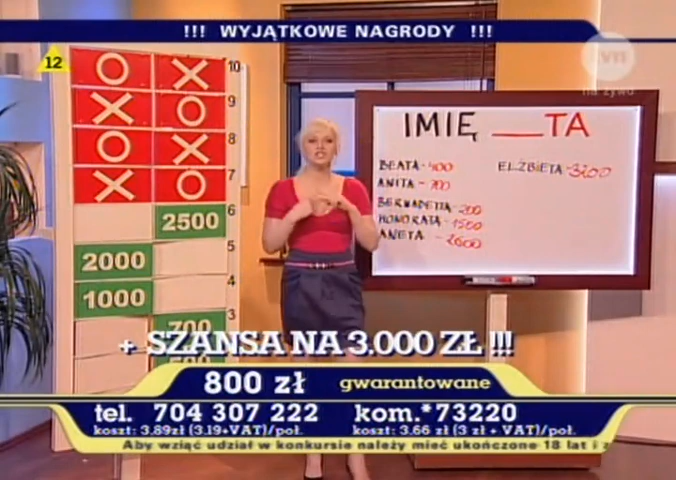 !!! WYJĄTKOWE NAGRODY !!!
12
tvn
na żywo
O X 10
X O 9
O X 8
X O 7
2500 6
2000 5
1000 4
700 3
IMIĘ __TA
BEATA-400
ANITA-700
BERNADETTA-200
HONORATA-1500
ANETA-2600
ELŻBIETA-3200
+ SZANSA NA 3.000 ZŁ !!!
800 zł gwarantowane
tel. 704 307 222
koszt: 3.89zł (3.19+VAT)/poł.
kom.*73220
koszt: 3.66 zł (3 zł + VAT)/poł.
Aby wziąć udział w konkursie należy mieć ukończone 18 lat i z